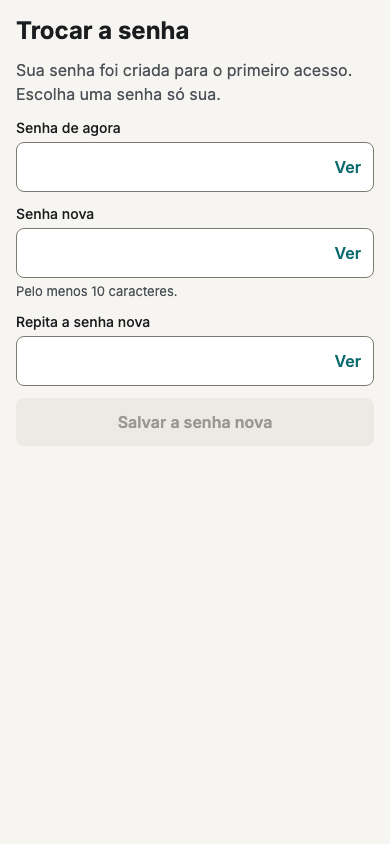 Trocar a senha
Sua senha foi criada para o primeiro acesso.
Escolha uma senha só sua.
Senha de agora
Ver
Senha nova
Ver
Pelo menos 10 caracteres.
Repita a senha nova
Ver
Salvar a senha nova